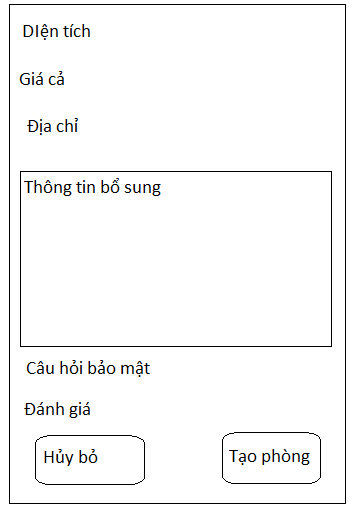 DIện tích
Giá cả
Địa chỉ
Thông tin bổ sung
Câu hỏi bảo mật
Đánh giá
Hủy bỏ
Tạo phòng